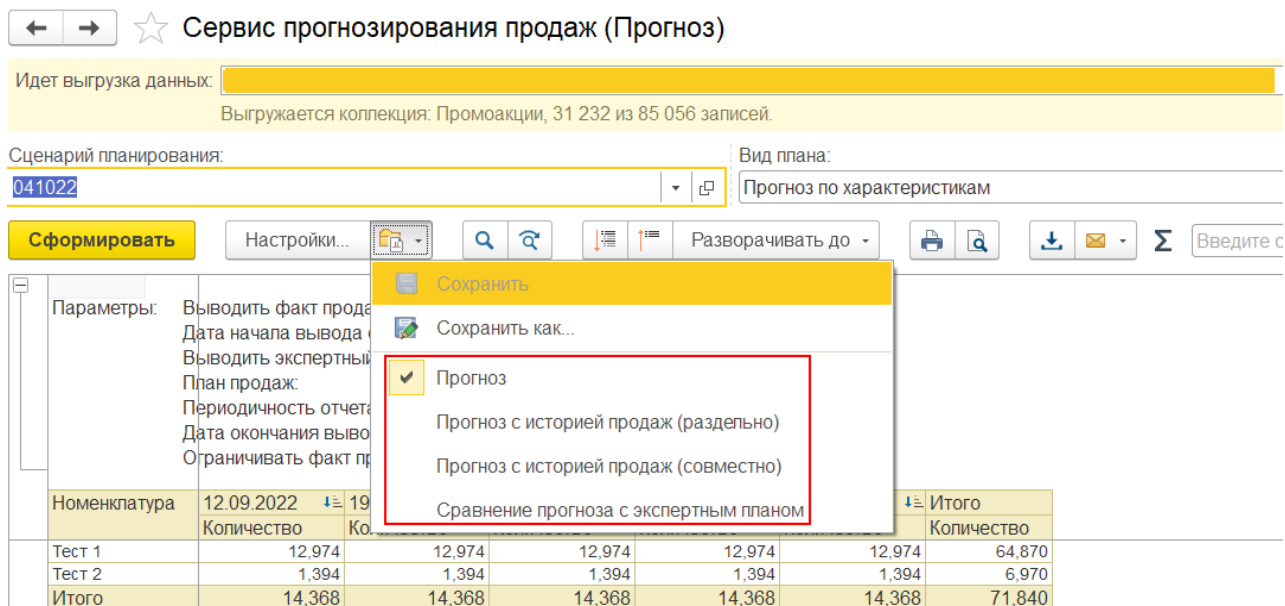 Сервис прогнозирования продаж (Прогноз)
Идет выгрузка данных:
Выгружается коллекция: Промоакции, 31 232 из 85 056 записей.
Сценарий планирования: Вид плана:
041022 Прогноз по характеристикам
Сформировать Настройки... Разворачивать до Σ Введите
Сохранить
Параметры: Выводить факт
Дата начала вывода Сохранить как...
Выводить
План продаж: Прогноз
Периодичность
Дата окончания Прогноз с историей продаж (раздельно)
Ограничивать факт
Прогноз с историей продаж (совместно)
Номенклатура 12.09.2022 19 Итого
Сравнение прогноза с экспертным планом
Количество Количество
Тест 1 12,974 12,974 12,974 12,974 12,974 64,870
Тест 2 1,394 1,394 1,394 1,394 1,394 6,970
Итого 14,368 14,368 14,368 14,368 14,368 71,840